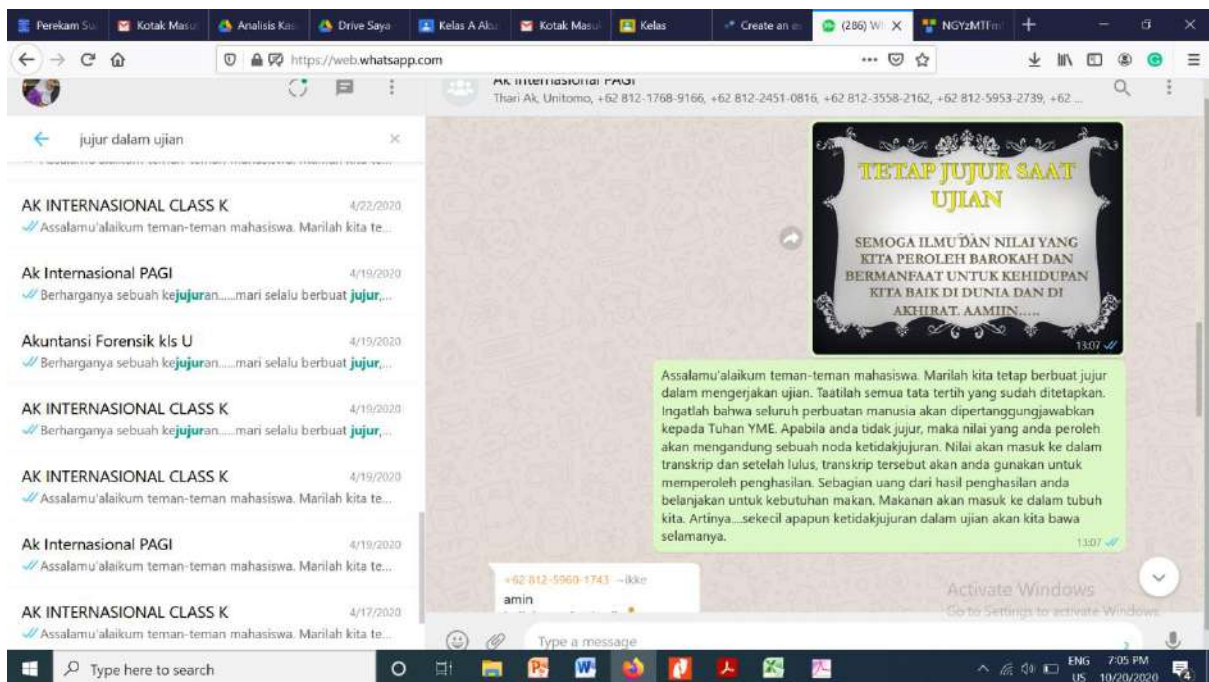 Perekam Su
Kotak Masu
Analisis Kas
Drive Saya
Kelas A Aku
Kotak Masu
Kelas
Create an es
(286) W
NGYzMTFm
https://web.whatsapp.com
AK Internasional PAGI
Thari Ak, Unitomo, +62 812-1768-9166, +62 812-2451-0816, +62 812-3558-2162, +62 812-5953-2739, +62 ...
jujur dalam ujian
AK INTERNASIONAL CLASS K 4/22/2020
Assalamu'alaikum teman-teman mahasiswa. Marilah kita te...
Ak Internasional PAGI 4/19/2020
Berharganya sebuah kejujuran.....mari selalu berbuat jujur,...
Akuntansi Forensik kls U 4/19/2020
Berharganya sebuah kejujuran.....mari selalu berbuat jujur,...
AK INTERNASIONAL CLASS K 4/19/2020
Berharganya sebuah kejujuran.....mari selalu berbuat jujur,...
AK INTERNASIONAL CLASS K 4/19/2020
Assalamu'alaikum teman-teman mahasiswa. Marilah kita te...
Ak Internasional PAGI 4/19/2020
Assalamu'alaikum teman-teman mahasiswa. Marilah kita te...
AK INTERNASIONAL CLASS K 4/17/2020
Assalamu'alaikum teman-teman mahasiswa. Marilah kita te...
TETAP JUJUR SAAT
UJIAN
SEMOGA ILMU DAN NILAI YANG
KITA PEROLEH BAROKAH DAN
BERMANFAAT UNTUK KEHIDUPAN
KITA BAIK DI DUNIA DAN DI
AKHIRAT. AAMIIN.....
13:07
Assalamu'alaikum teman-teman mahasiswa. Marilah kita tetap berbuat jujur
dalam mengerjakan ujian. Taatilah semua tata tertih yang sudah ditetapkan.
Ingatlah bahwa seluruh perbuatan manusia akan dipertanggungjawabkan
kepada Tuhan YME. Apabila anda tidak jujur, maka nilai yang anda peroleh
akan mengandung sebuah noda ketidakjujuran. Nilai akan masuk ke dalam
transkrip dan setelah lulus, transkrip tersebut akan anda gunakan untuk
memperoleh penghasilan. Sebagian uang dari hasil penghasilan anda
belanjakan untuk kebutuhan makan. Makanan akan masuk ke dalam tubuh
kita. Artinya....sekecil apapun ketidakjujuran dalam ujian akan kita bawa
selamanya.
13:07
+62 812-5960-1743 ~ikke
amin
Activate Windows
Go to Settings to activate Windows.
Type a message
Type here to search
ENG
US
7:05 PM
10/20/2020